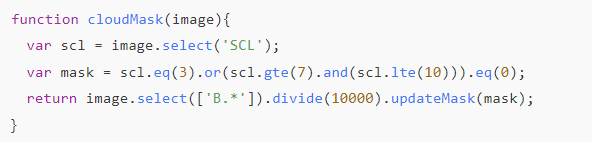 function cloudMask(image){
  var scl = image.select('SCL');
  var mask = scl.eq(3).or(scl.gte(7).and(scl.lte(10))).eq(0);
  return image.select(['B.*']).divide(10000).updateMask(mask);
}